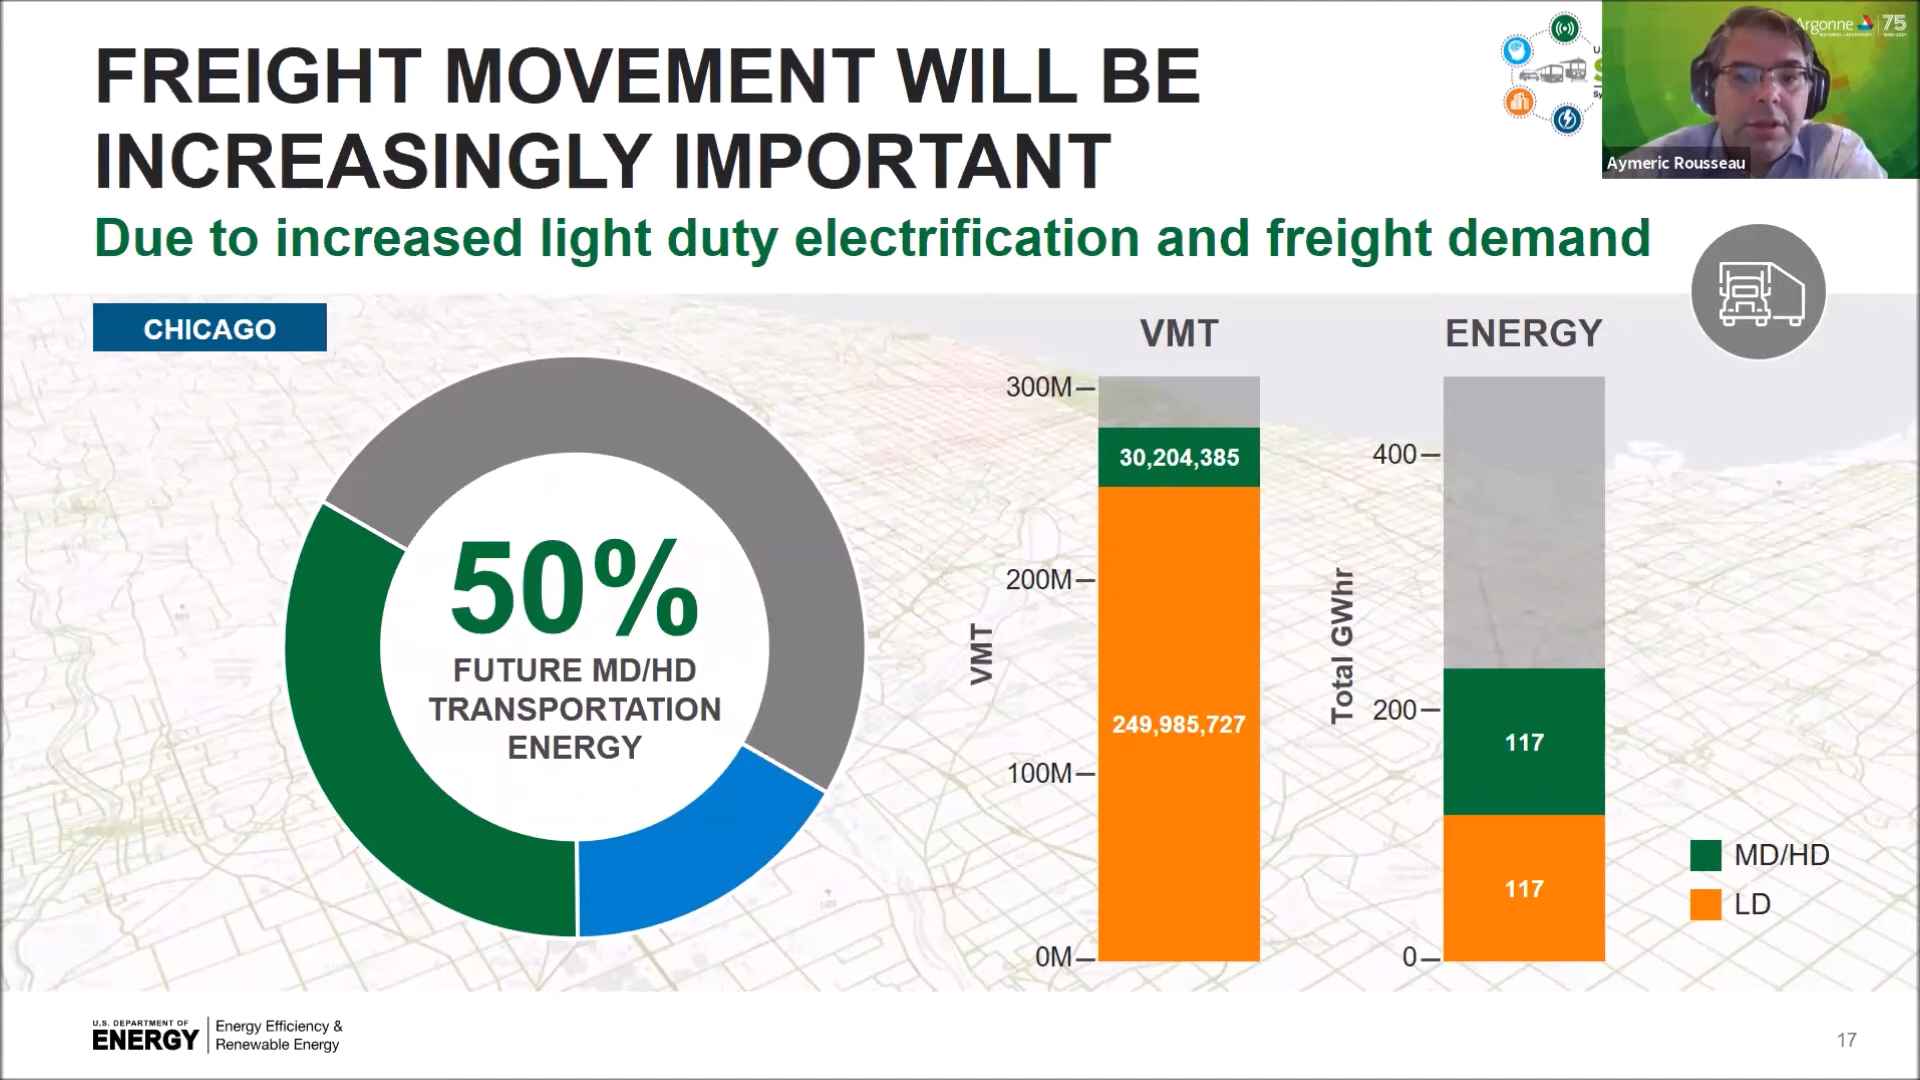 FREIGHT MOVEMENT WILL BE
INCREASINGLY IMPORTANT
Due to increased light duty electrification and freight demand
Argonne
NATIONAL LABORATORY
75
Aymeric Rousseau
CHICAGO
50%
FUTURE MD/HD
TRANSPORTATION
ENERGY
VMT
300M
200M
100M
0M
VMT
30,204,385
249,985,727
ENERGY
400
200
0
Total GWhr
117
117
MD/HD
LD
U.S. DEPARTMENT OF
ENERGY
Energy Efficiency &
Renewable Energy
17